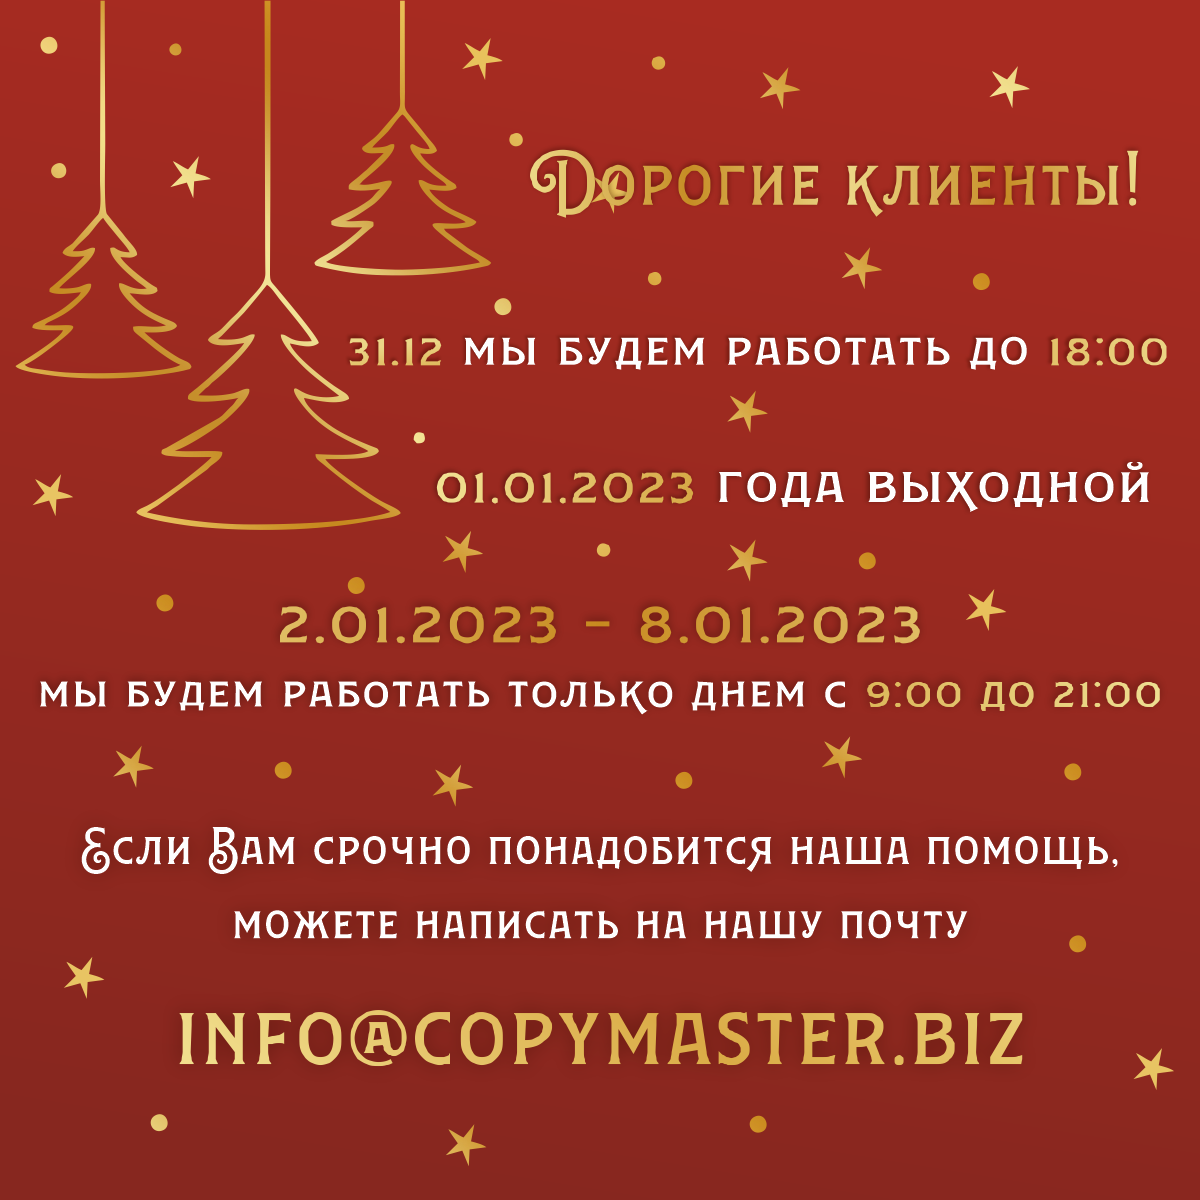 Дорогие клиенты!
31.12 мы будем работать до 18:00
01.01.2023 года выходной
2.01.2023 - 8.01.2023
мы будем работать только днем с 9:00 до 21:00
Если Вам срочно понадобится наша помощь,
можете написать на нашу почту
INFO@COPYMASTER.BIZ